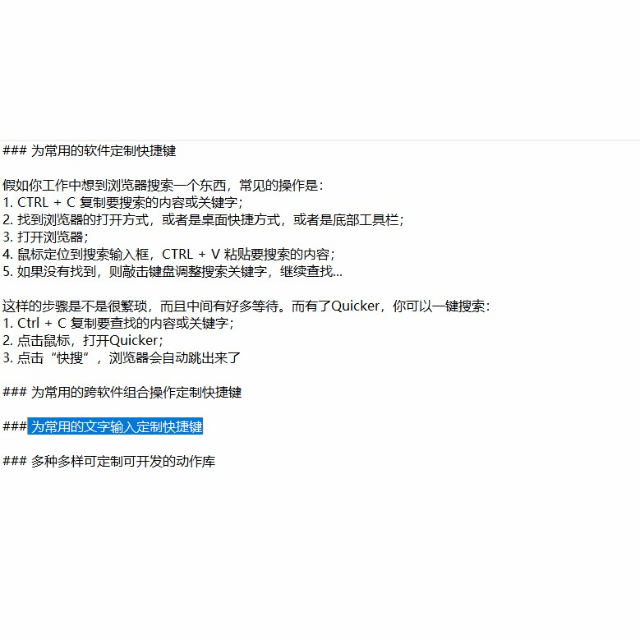 ### 为常用的软件定制快捷键
假如你工作中想到浏览器搜索一个东西，常见的操作是：
1. CTRL + C 复制要搜索的内容或关键字；
2. 找到浏览器的打开方式，或者是桌面快捷方式，或者是底部工具栏；
3. 打开浏览器；
4. 鼠标定位到搜索输入框，CTRL + V 粘贴要搜索的内容；
5. 如果没有找到，则敲击键盘调整搜索关键字，继续查找...
这样的步骤是不是很繁琐，而且中间有好多等待。而有了Quicker，你可以一键搜索：
1. Ctrl + C 复制要查找的内容或关键字；
2. 点击鼠标，打开Quicker；
3. 点击“快搜”，浏览器会自动跳出来了
### 为常用的跨软件组合操作定制快捷键
### 为常用的文字输入定制快捷键
### 多种多样可定制可开发的动作库